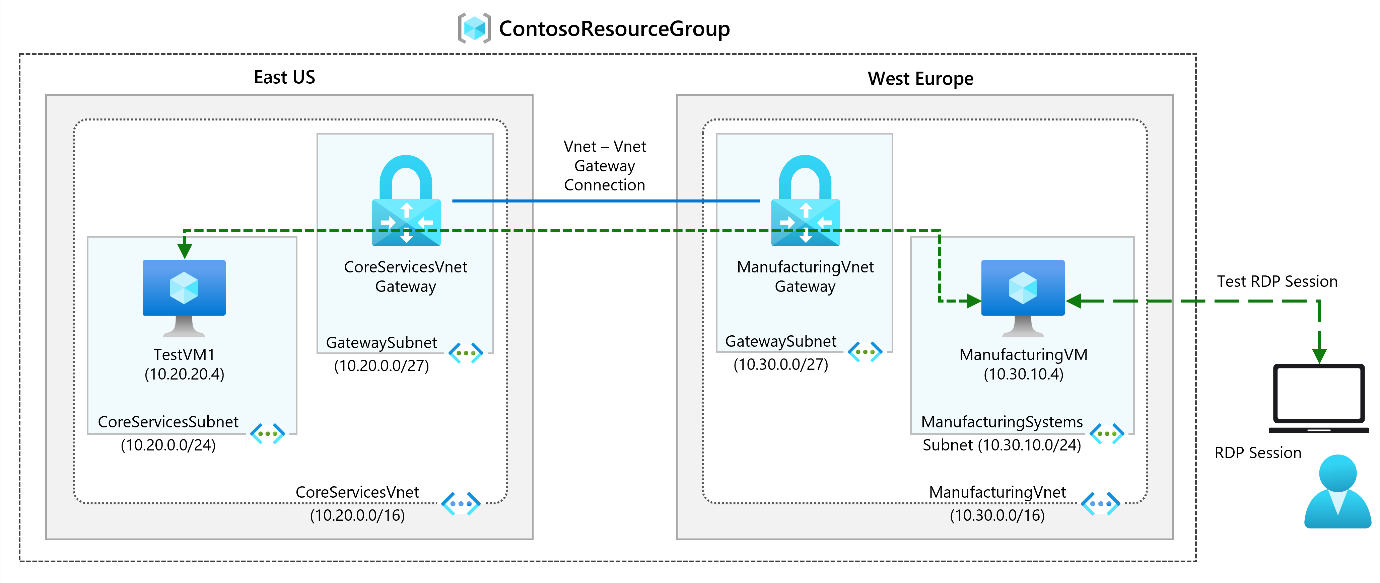 ContosoResourceGroup
East US
West Europe
Vnet – Vnet
Gateway
Connection
CoreServicesVnet
Gateway
ManufacturingVnet
Gateway
Test RDP Session
GatewaySubnet
(10.20.0.0/27)
GatewaySubnet
(10.30.0.0/27)
TestVM1
(10.20.20.4)
ManufacturingVM
(10.30.10.4)
CoreServicesSubnet
(10.20.0.0/24)
ManufacturingSystems
Subnet (10.30.10.0/24)
RDP Session
CoreServicesVnet
(10.20.0.0/16)
ManufacturingVnet
(10.30.0.0/16)